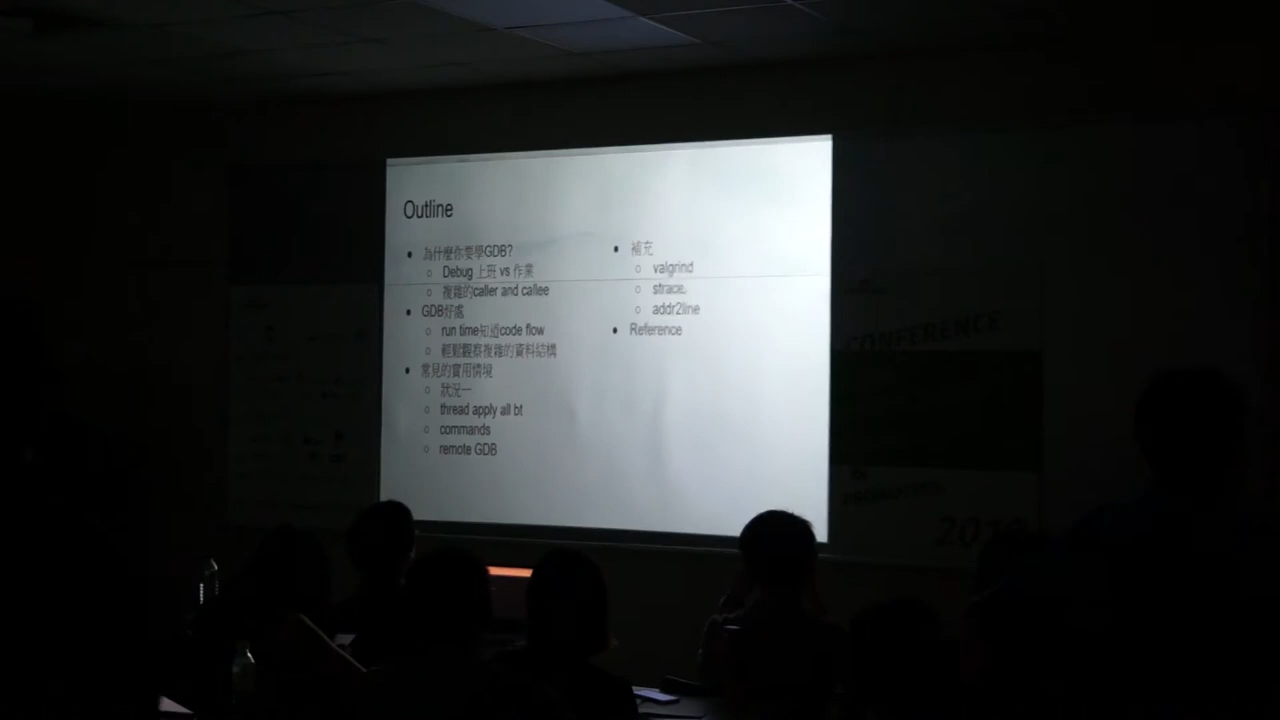 Outline
為什麼你要學GDB?
Debug 上班 vs 作業
複雜的caller and callee
GDB好處
run time知道code flow
輕鬆觀察複雜的資料結構
常見的實用情境
狀況一
thread apply all bt
commands
remote GDB
補充
valgrind
strace
addr2line
Reference
CONFERENCE